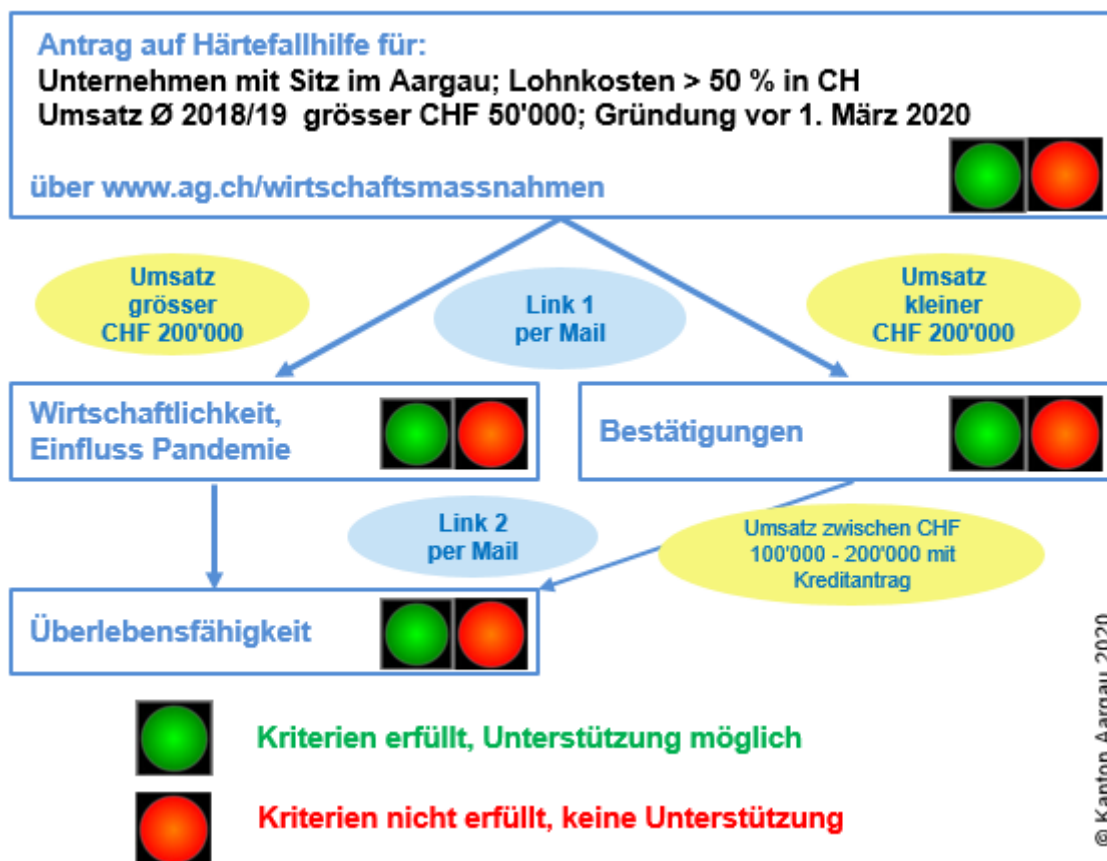 Antrag auf Härtefallhilfe für:
Unternehmen mit Sitz im Aargau; Lohnkosten > 50 % in CH
Umsatz Ø 2018/19 grösser CHF 50'000; Gründung vor 1. März 2020
über www.ag.ch/wirtschaftsmassnahmen
Umsatz
grösser
CHF 200'000
Link 1
per Mail
Umsatz
kleiner
CHF 200'000
Wirtschaftlichkeit,
Einfluss Pandemie
Bestätigungen
Link 2
per Mail
Umsatz zwischen CHF
100'000 - 200'000 mit
Kreditantrag
Überlebensfähigkeit
Kriterien erfüllt, Unterstützung möglich
Kriterien nicht erfüllt, keine Unterstützung
© Kanton Aargau 2020